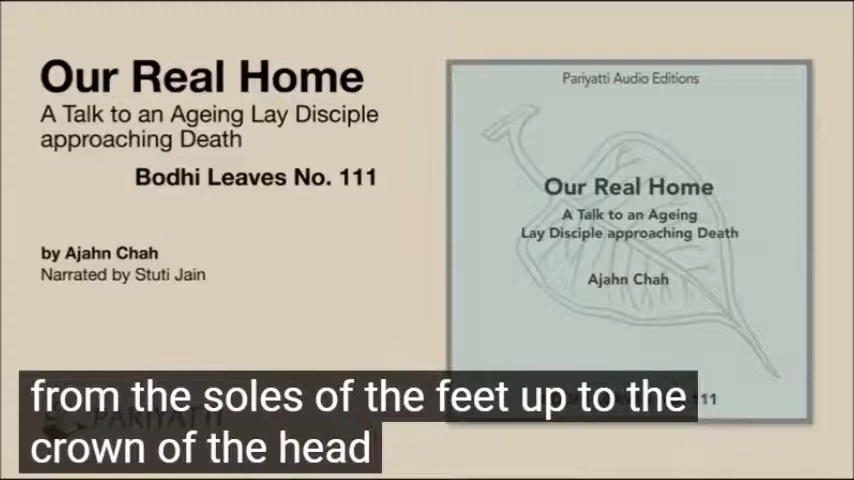 Our Real Home
A Talk to an Ageing Lay Disciple
approaching Death
Bodhi Leaves No. 111
by Ajahn Chah
Narrated by Stuti Jain
Pariyatti Audio Editions
Our Real Home
A Talk to an Ageing
Lay Disciple approaching Death
Ajahn Chah
111
PARIYATTI
from the soles of the feet up to the
crown of the head